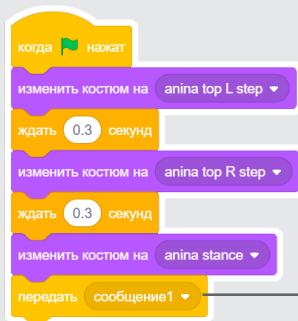 когда нажат
изменить костюм на anina top L step
ждать 0.3 секунд
изменить костюм на anina top R step
ждать 0.3 секунд
изменить костюм на anina stance
передать сообщение1